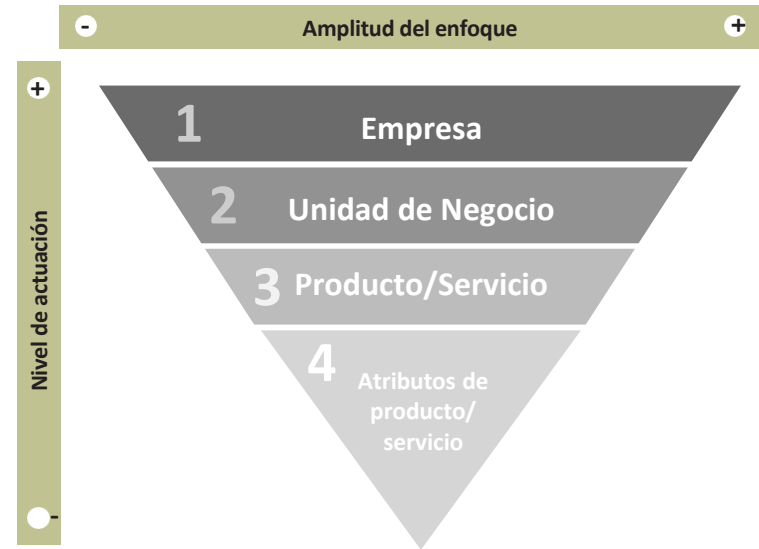 - Amplitud del enfoque +
+
Nivel de actuación
-
1 Empresa
2 Unidad de Negocio
3 Producto/Servicio
4
Atributos de
producto/
servicio